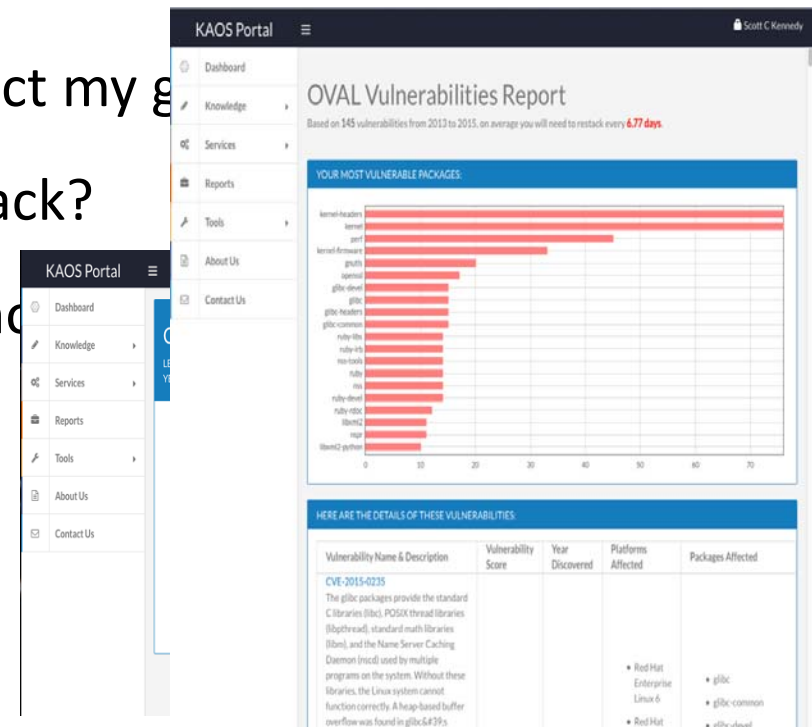 ct my g
ack?
KAOS Portal
Dashboard
Knowledge
Services
Reports
Tools
About Us
Contact Us
LE
YE
KAOS Portal
Scott C Kennedy
Dashboard
Knowledge
Services
Reports
Tools
About Us
Contact Us
OVAL Vulnerabilities Report
Based on 145 vulnerabilities from 2013 to 2015, on average you will need to restack every 6.77 days.
YOUR MOST VULNERABLE PACKAGES:
kernel-headers
kernel
perf
kernel-firmware
gnutls
openssl
glibc-devel
glibc
glibc-headers
glibc-common
ruby-libs
ruby-irb
nss-tools
ruby
nss
ruby-devel
ruby-rdoc
libxml2
nspr
libxml2-python
0 10 20 30 40 50 60 70
HERE ARE THE DETAILS OF THESE VULNERABILITIES:
Vulnerability Name & Description
Vulnerability Score
Year Discovered
Platforms Affected
Packages Affected
CVE-2015-0235
The glibc packages provide the standard
C libraries (libc), POSIX thread libraries
(libpthread), standard math libraries
(libm), and the Name Server Caching
Daemon (nscd) used by multiple
programs on the system. Without these
libraries, the Linux system cannot
function correctly. A heap-based buffer
overflow was found in glibc&#39;s
• Red Hat
Enterprise
Linux 6
• Red Hat
• glibc
• glibc-common
• glibc-devel